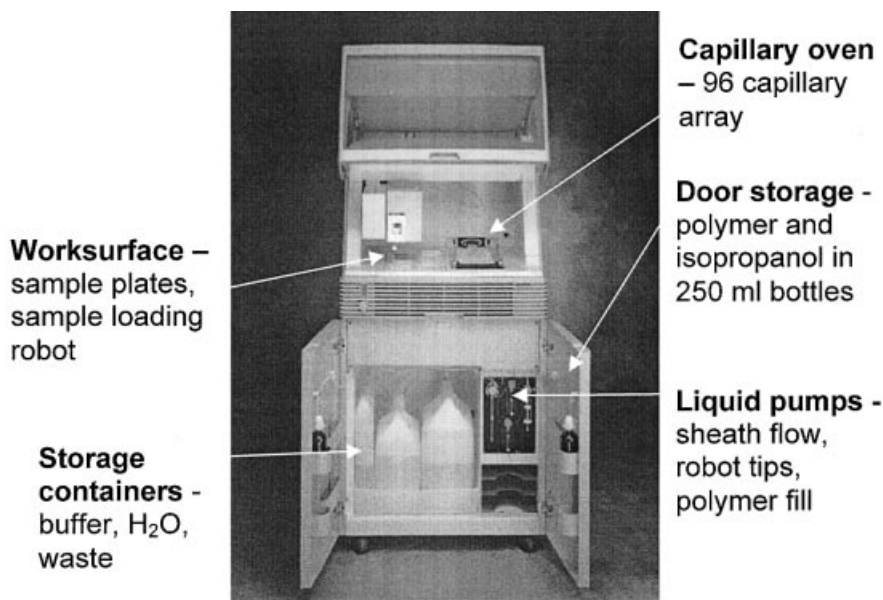 Capillary oven
– 96 capillary
array
Door storage -
polymer and
isopropanol in
250 ml bottles
Worksurface –
sample plates,
sample loading
robot
Liquid pumps -
sheath flow,
robot tips,
polymer fill
Storage
containers -
buffer, H₂O,
waste